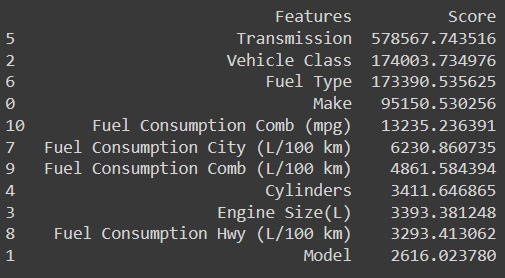 Features Score
5 Transmission 578567.743516
2 Vehicle Class 174003.734976
6 Fuel Type 173390.535625
0 Make 95150.530256
10 Fuel Consumption Comb (mpg) 13235.236391
7 Fuel Consumption City (L/100 km) 6230.860735
9 Fuel Consumption Comb (L/100 km) 4861.584394
4 Cylinders 3411.646865
3 Engine Size(L) 3393.381248
8 Fuel Consumption Hwy (L/100 km) 3293.413062
1 Model 2616.023780